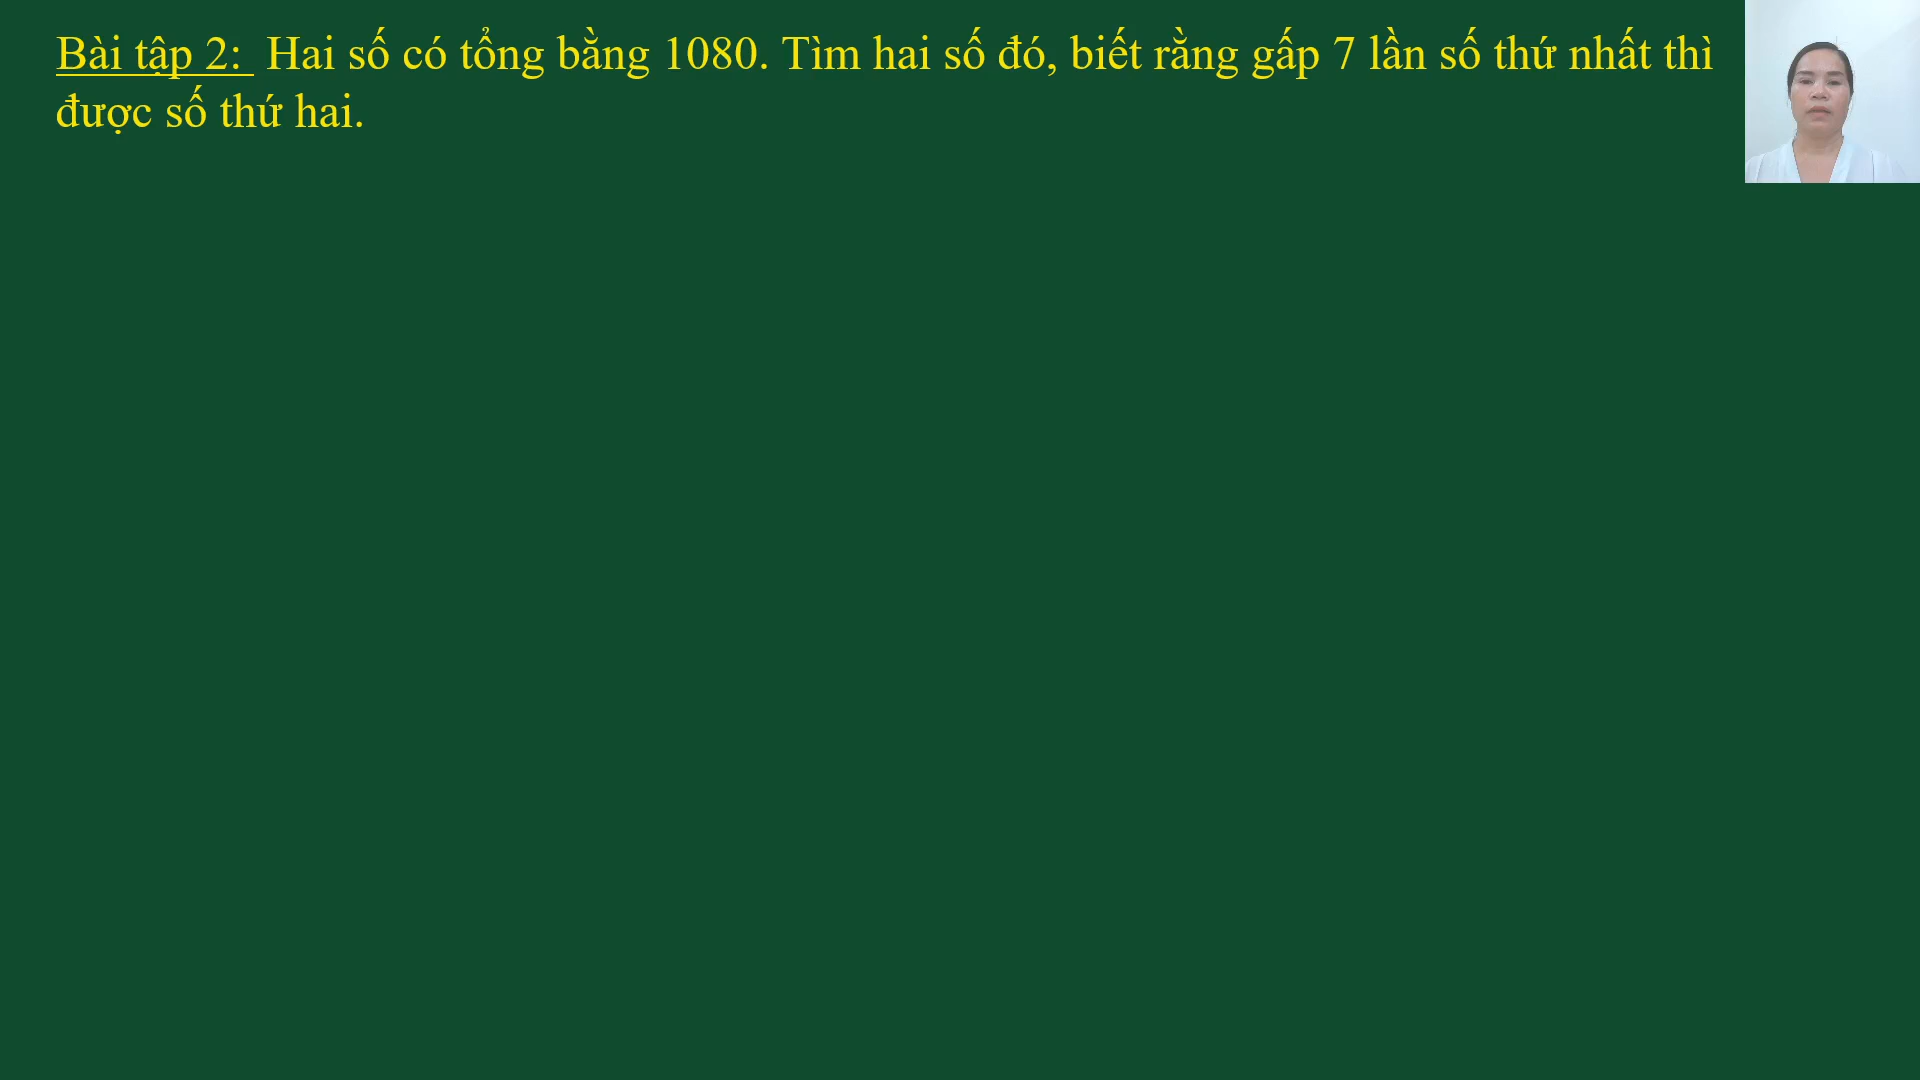 Bài tập 2:  Hai số có tổng bằng 1080. Tìm hai số đó, biết rằng gấp 7 lần số thứ nhất thì
được số thứ hai.